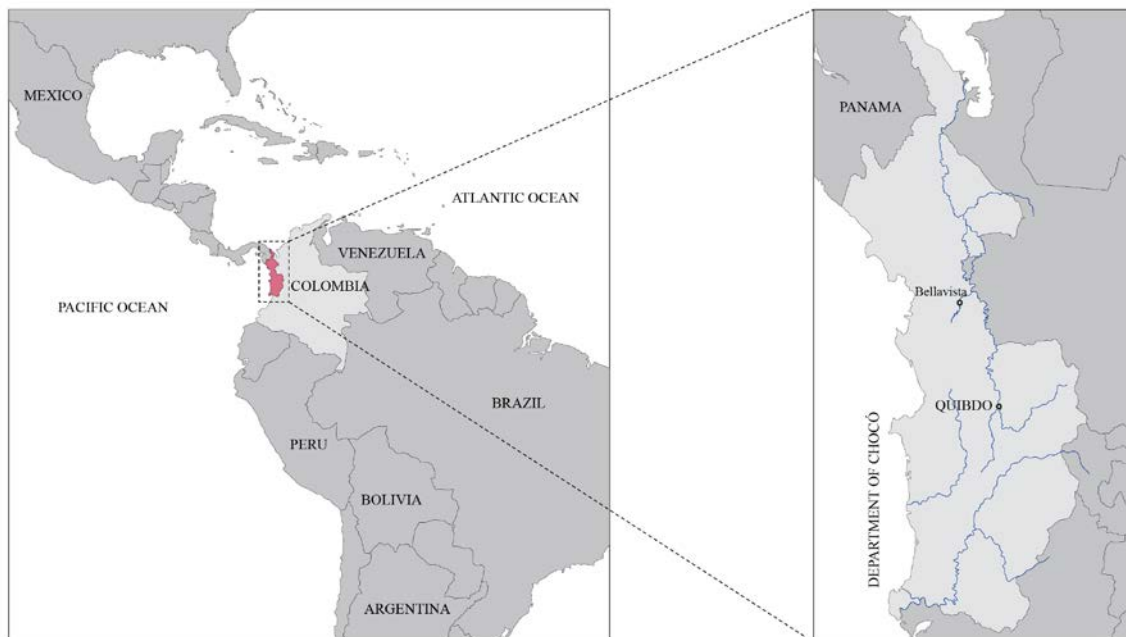 MEXICO
ATLANTIC OCEAN
VENEZUELA
COLOMBIA
PACIFIC OCEAN
BRAZIL
PERU
BOLIVIA
ARGENTINA
PANAMA
Bellavista
QUIBDO
DEPARTMENT OF CHOCÓ